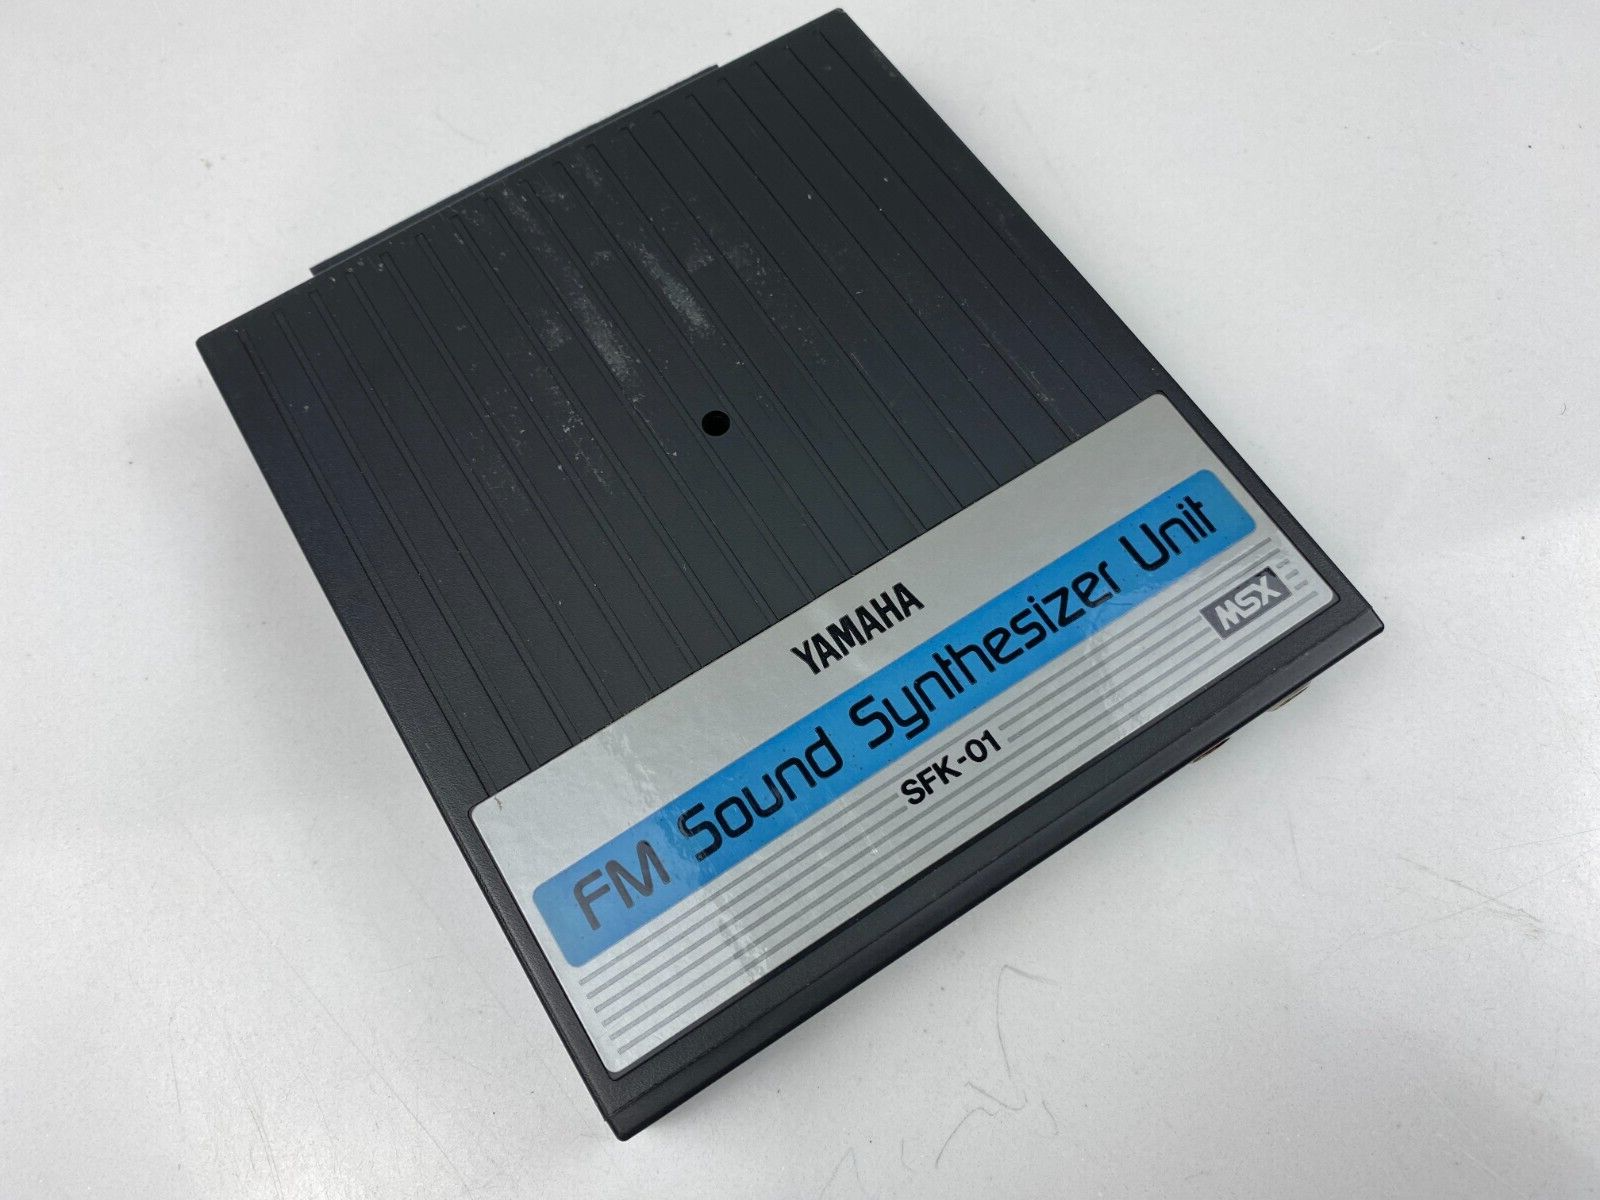 YAMAHA
FM Sound Synthesizer Unit
SFK-01
MSX